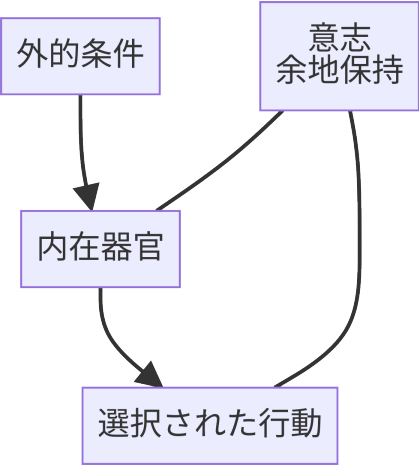 外的条件
意志
余地保持
内在器官
選択された行動